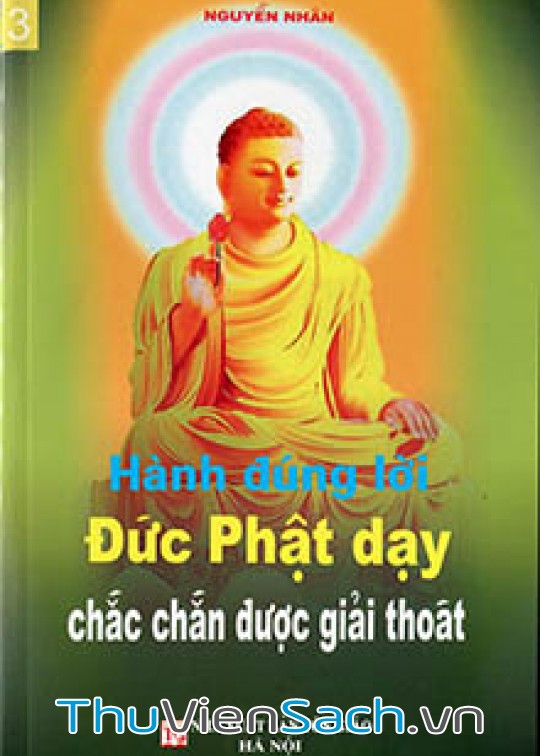 3
NGUYỄN NHÂN
Hành đúng lời
Đức Phật dạy
chắc chắn được giải thoát
ThuVienSach.vn
HÀ NỘI